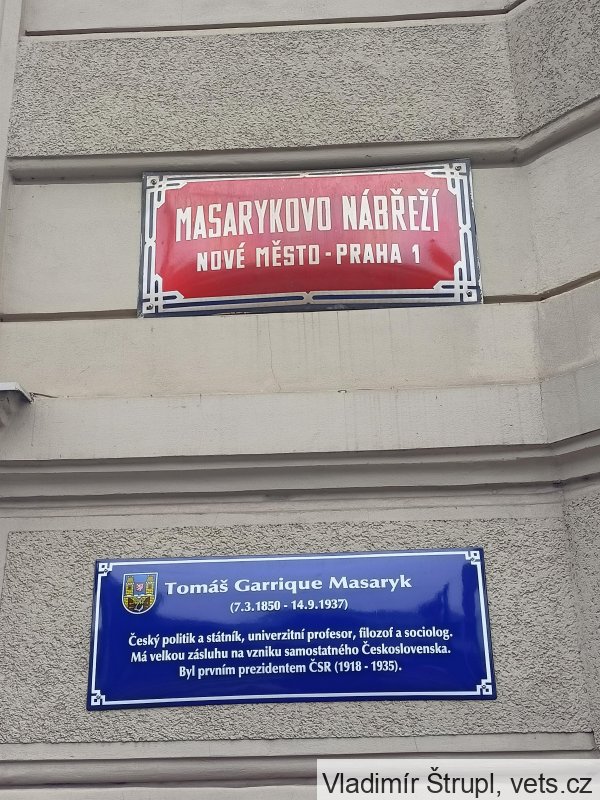 MASARYKOVO NÁBŘEŽÍ
NOVÉ MĚSTO - PRAHA 1
Tomáš Garrique Masaryk
(7.3.1850 - 14.9.1937)
Český politik a státník, univerzitní profesor, filozof a sociolog.
Má velkou zásluhu na vzniku samostatného Československa.
Byl prvním prezidentem ČSR (1918 - 1935).
Vladimír Štrupl, vets.cz